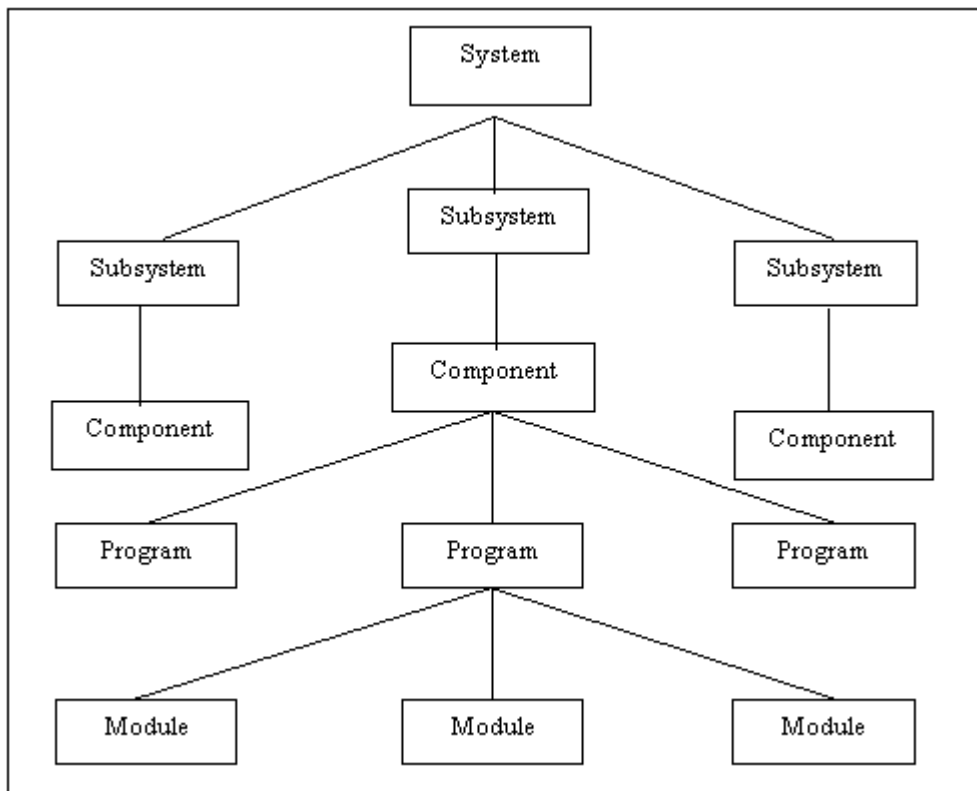 System
Subsystem
Subsystem
Subsystem
Component
Component
Component
Program
Program
Program
Module
Module
Module